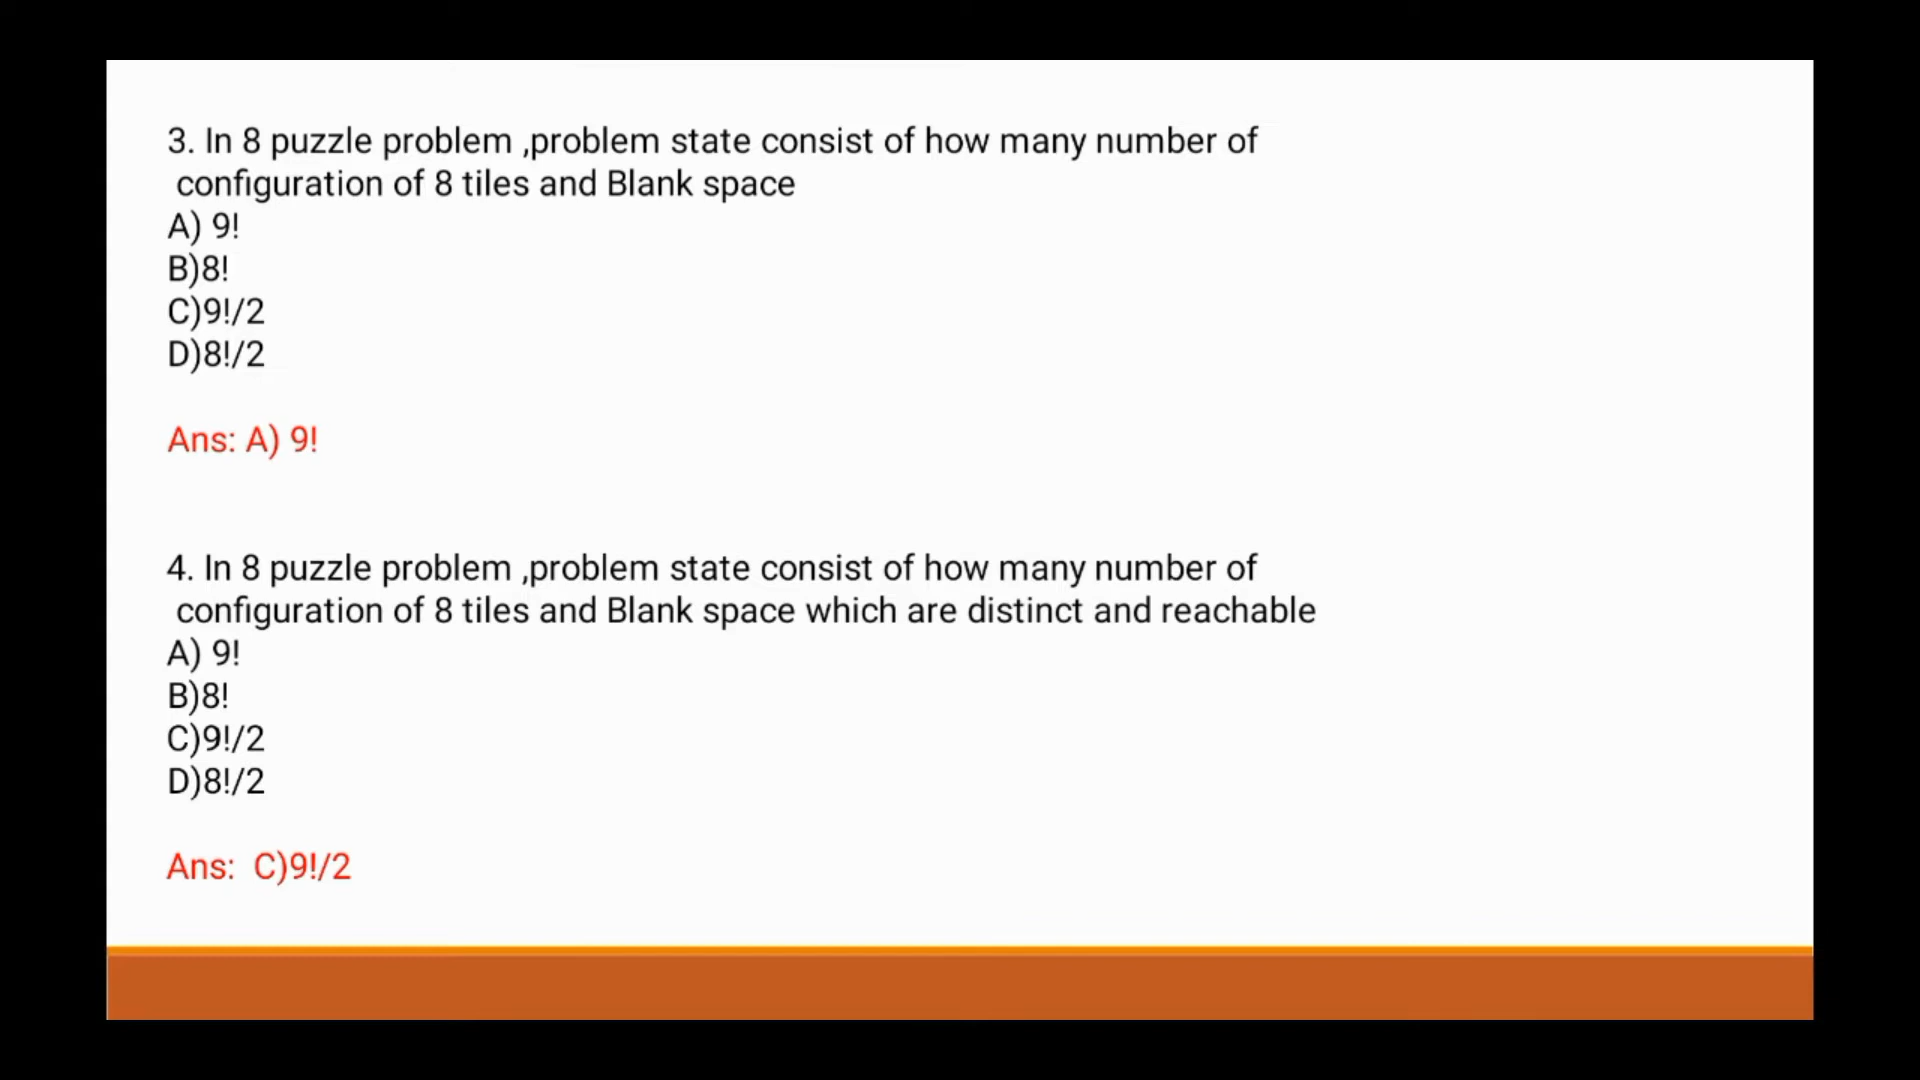 3. In 8 puzzle problem ,problem state consist of how many number of
configuration of 8 tiles and Blank space
A) 9!
B)8!
C)9!/2
D)8!/2
Ans: A) 9!
4. In 8 puzzle problem ,problem state consist of how many number of
configuration of 8 tiles and Blank space which are distinct and reachable
A) 9!
B)8!
C)9!/2
D)8!/2
Ans:  C)9!/2